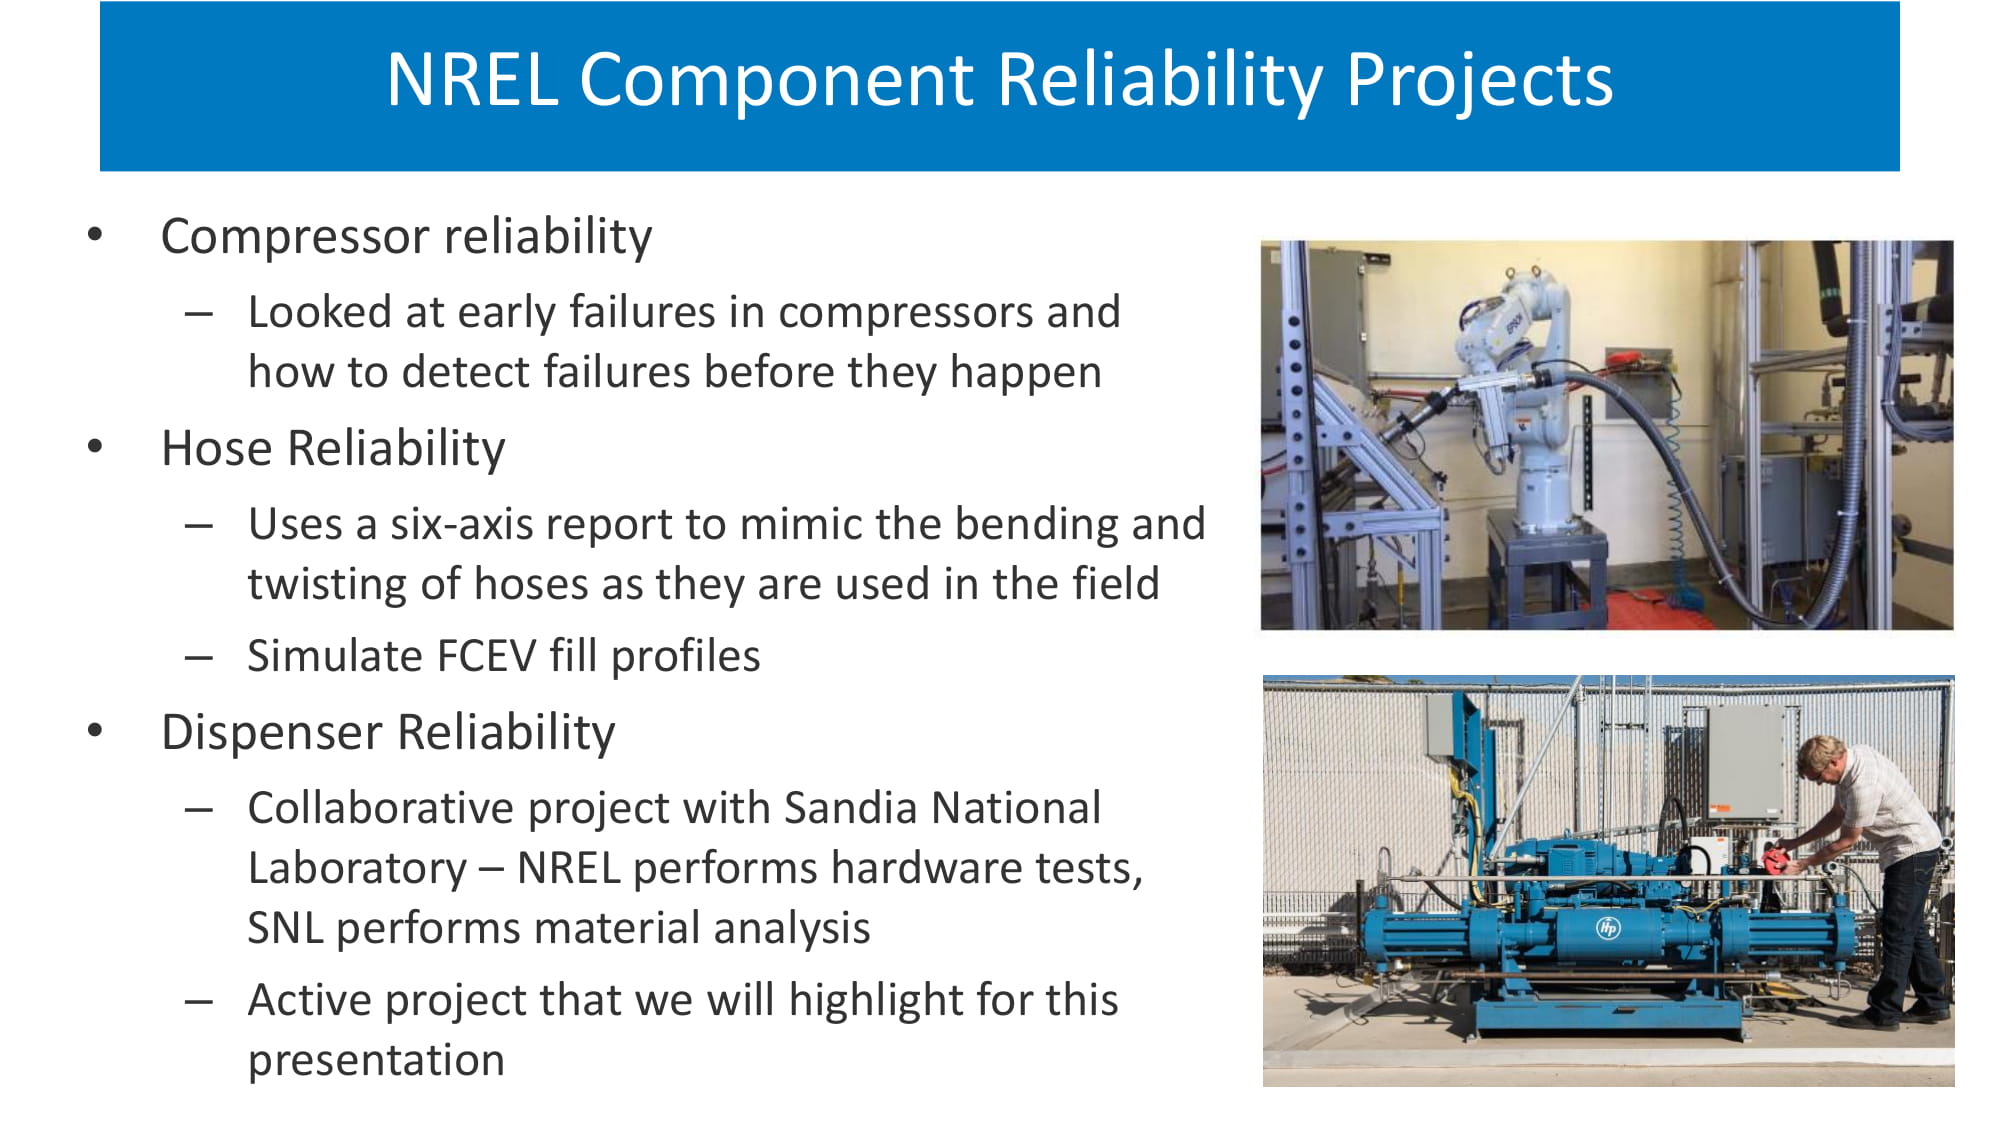 NREL Component Reliability Projects
• Compressor reliability
– Looked at early failures in compressors and
how to detect failures before they happen
• Hose Reliability
– Uses a six-axis report to mimic the bending and
twisting of hoses as they are used in the field
– Simulate FCEV fill profiles
• Dispenser Reliability
– Collaborative project with Sandia National
Laboratory – NREL performs hardware tests,
SNL performs material analysis
– Active project that we will highlight for this
presentation
EPSON
Hp